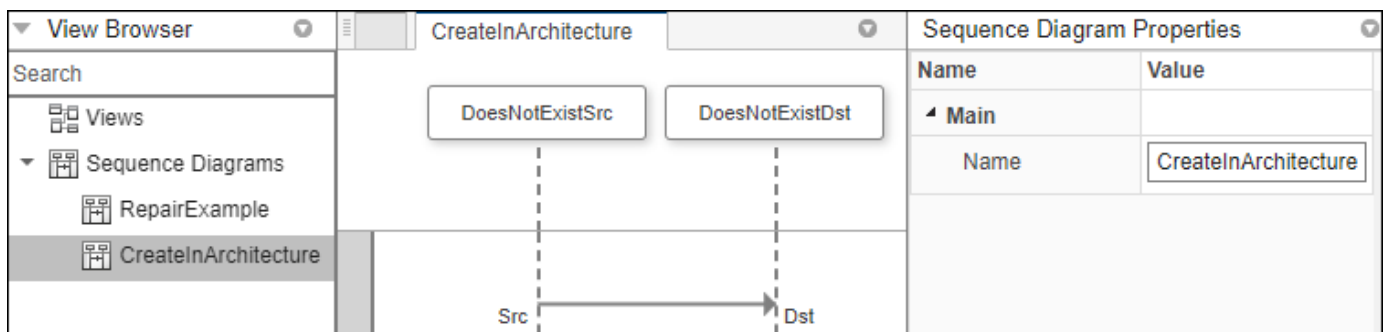 View Browser
Search
Views
Sequence Diagrams
RepairExample
CreateInArchitecture
CreateInArchitecture
DoesNotExistSrc DoesNotExistDst
Src Dst
Sequence Diagram Properties
Name Value
Main
Name CreateInArchitecture